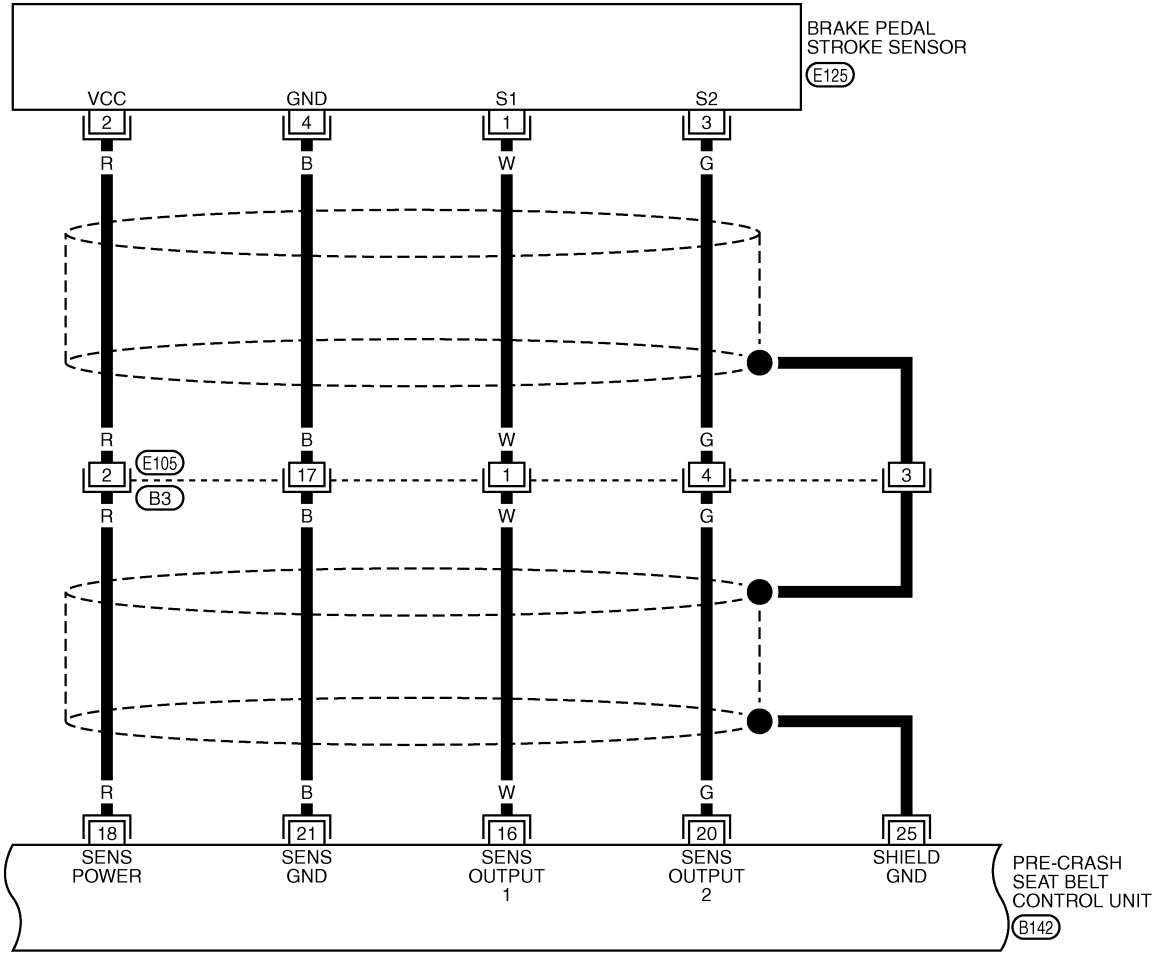 BRAKE PEDAL
STROKE SENSOR
E125
VCC GND S1 S2
2 4 1 3
R B W G
R B W G
2 E105 17 1 4 3
B3
R B W G
R B W G
18 21 16 20 25
SENS SENS SENS SENS SHIELD
POWER GND OUTPUT OUTPUT GND
1 2
PRE-CRASH
SEAT BELT
CONTROL UNIT
B142